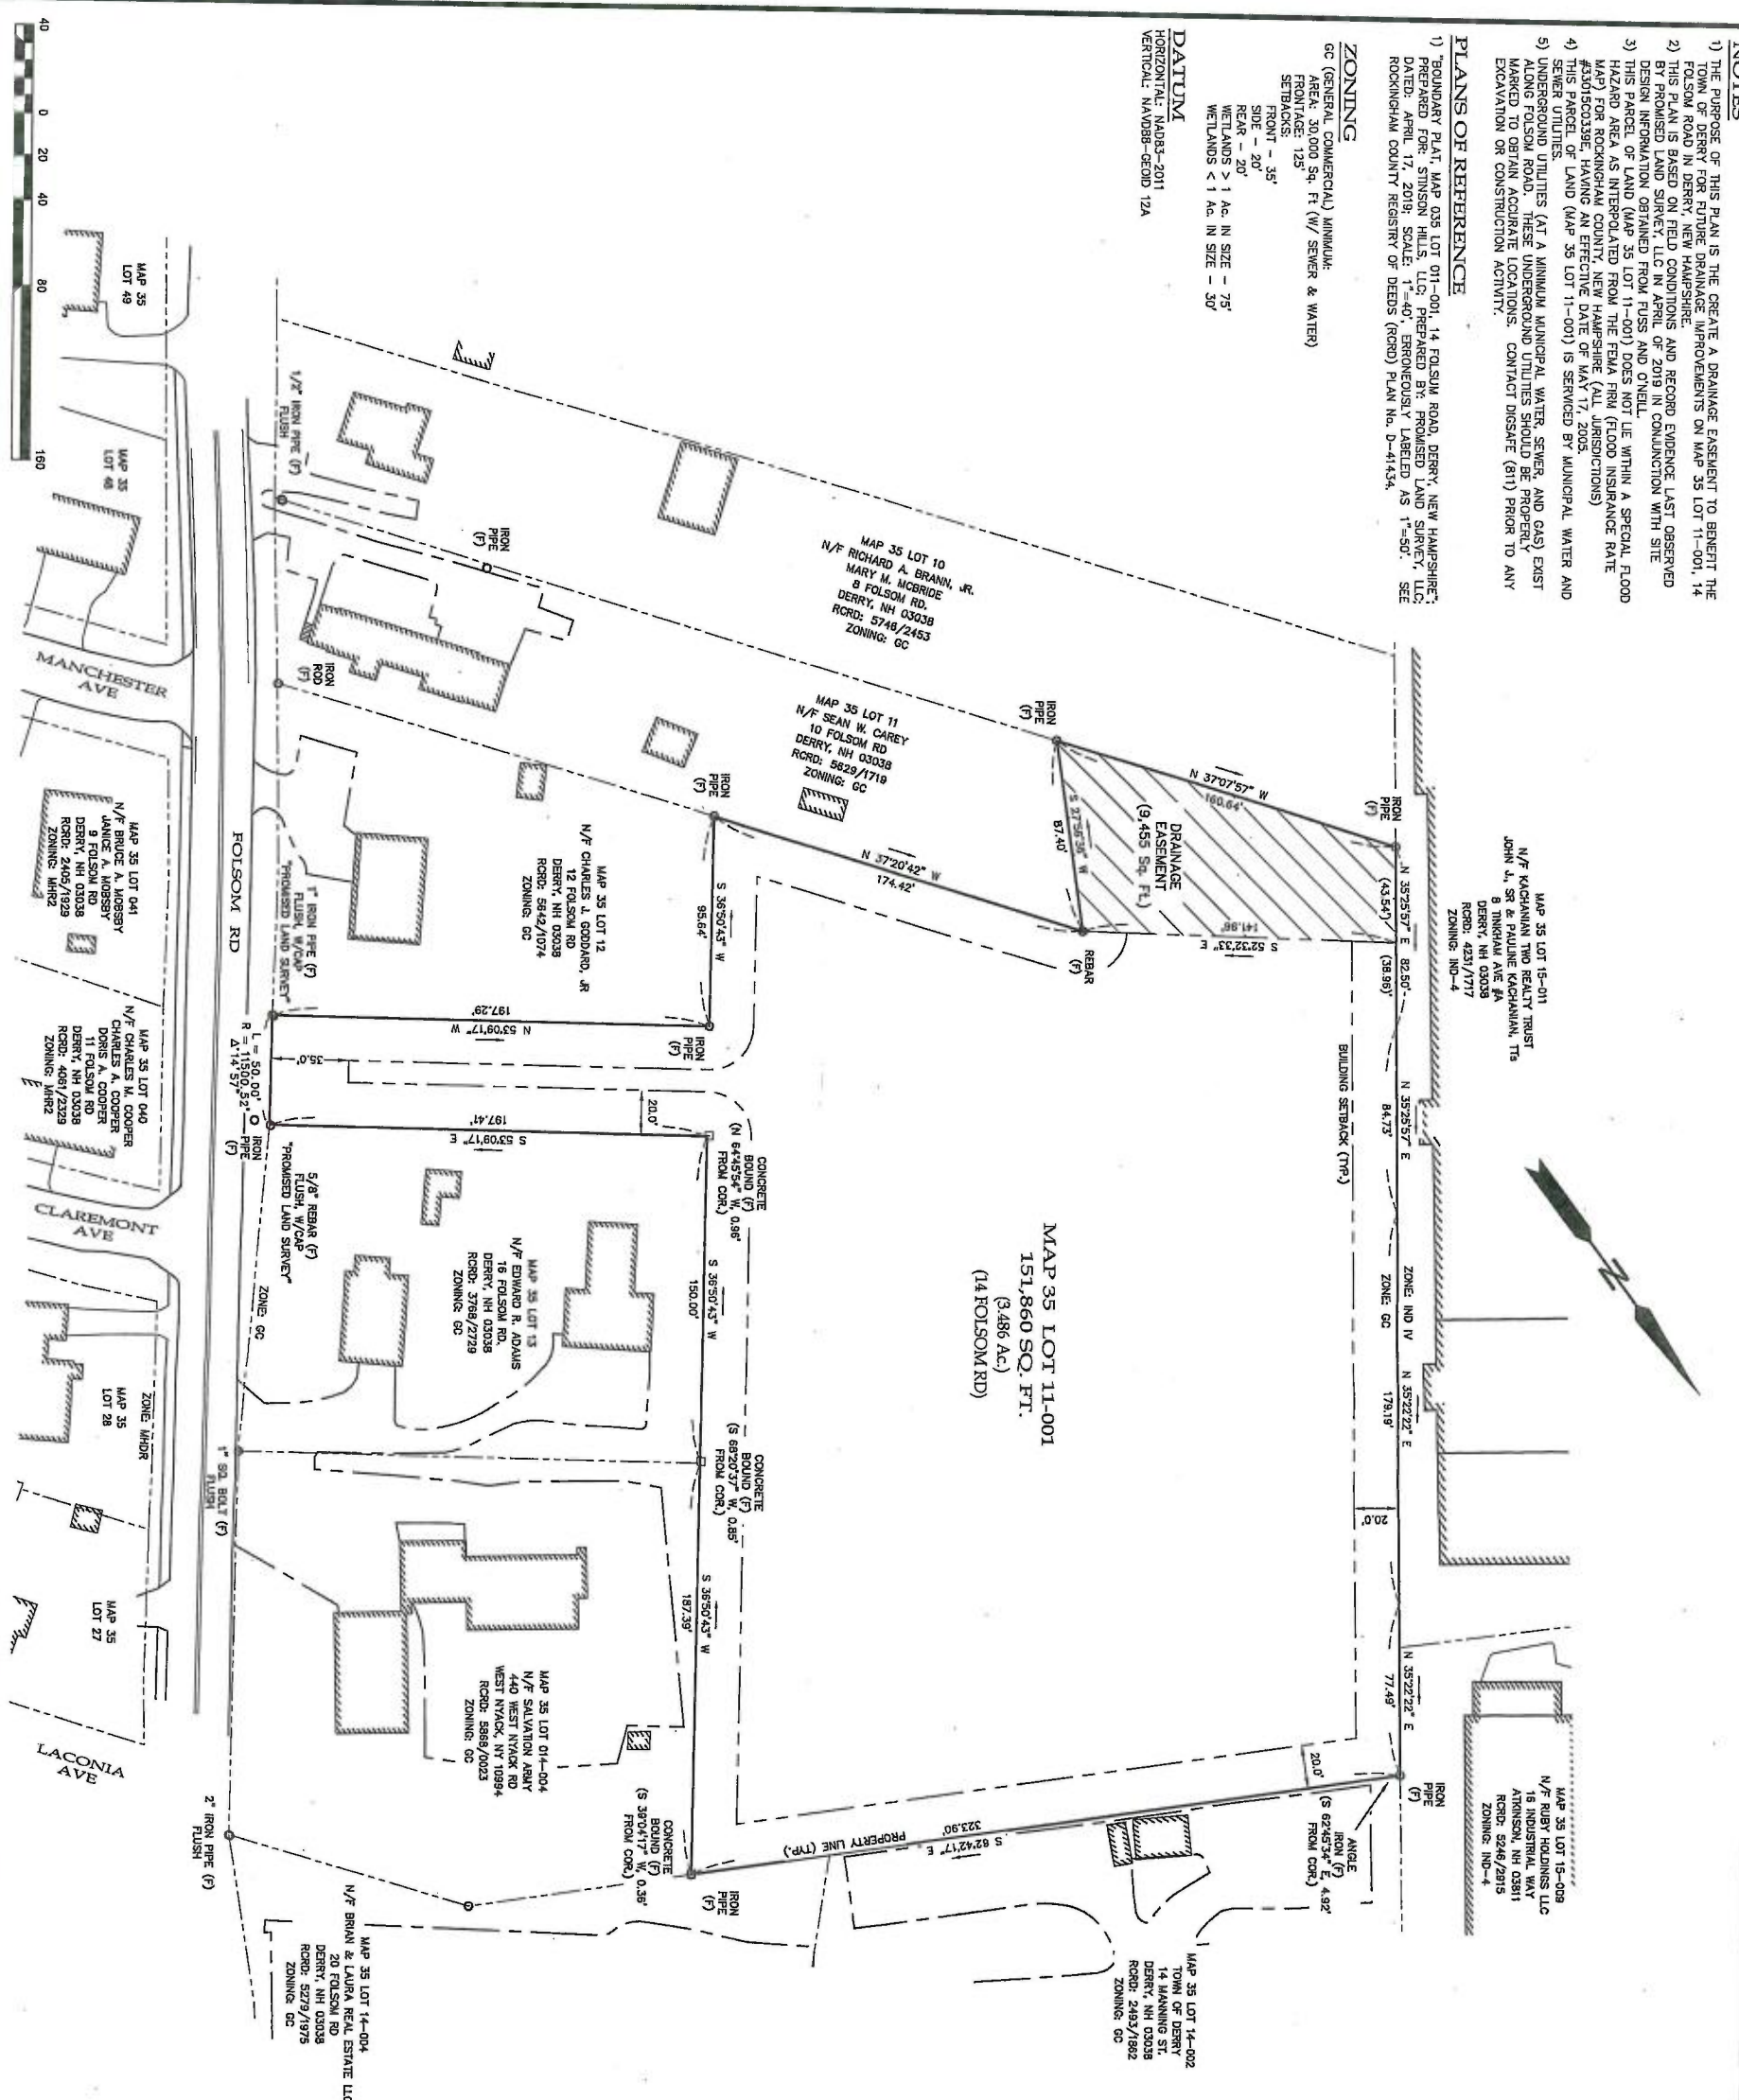 NOTES
1) THE PURPOSE OF THIS PLAN IS THE CREATE A DRAINAGE EASEMENT TO BENEFIT THE
TOWN OF DERRY FOR FUTURE DRAINAGE IMPROVEMENTS ON MAP 35 LOT 11-001, 14
FOLSOM ROAD IN DERRY, NEW HAMPSHIRE.
2) THIS PLAN IS BASED ON FIELD CONDITIONS AND RECORD EVIDENCE LAST OBSERVED
BY PROMISED LAND SURVEY, LLC IN APRIL OF 2019 IN CONJUNCTION WITH SITE
DESIGN INFORMATION OBTAINED FROM FUSS AND O'NEILL.
3) THIS PARCEL OF LAND (MAP 35 LOT 11-001) DOES NOT LIE WITHIN A SPECIAL FLOOD
HAZARD AREA AS INTERPOLATED FROM THE FEMA FIRM (FLOOD INSURANCE RATE
MAP) FOR ROCKINGHAM COUNTY, NEW HAMPSHIRE (ALL JURISDICTIONS)
#33015C0339E, HAVING AN EFFECTIVE DATE OF MAY 17, 2005.
4) THIS PARCEL OF LAND (MAP 35 LOT 11-001) IS SERVICED BY MUNICIPAL WATER AND
SEWER UTILITIES.
5) UNDERGROUND UTILITIES (AT A MINIMUM MUNICIPAL WATER, SEWER, AND GAS) EXIST
ALONG FOLSOM ROAD. THESE UNDERGROUND UTILITIES SHOULD BE PROPERLY
MARKED TO OBTAIN ACCURATE LOCATIONS. CONTACT DIGSAFE (811) PRIOR TO ANY
EXCAVATION OR CONSTRUCTION ACTIVITY.
PLANS OF REFERENCE
1) "BOUNDARY PLAT, MAP 035 LOT 011-001, 14 FOLSUM ROAD, DERRY, NEW HAMPSHIRE";
PREPARED FOR: STINSON HILLS, LLC; PREPARED BY: PROMISED LAND SURVEY, LLC;
DATED: APRIL 17, 2019; SCALE: 1"=40', ERRONEOUSLY LABELED AS 1"=50'. SEE
ROCKINGHAM COUNTY REGISTRY OF DEEDS (RCRD) PLAN No. D-41434.
ZONING
GC (GENERAL COMMERCIAL) MINIMUM:
AREA: 30,000 Sq. Ft (W/ SEWER & WATER)
FRONTAGE: 125'
SETBACKS:
FRONT - 35'
SIDE - 20'
REAR - 20'
WETLANDS > 1 Ac. IN SIZE - 75'
WETLANDS < 1 Ac. IN SIZE - 30'
DATUM
HORIZONTAL: NAD83-2011
VERTICAL: NAVD88-GEOID 12A
MAP 35 LOT 15-011
N/F KACHANIAN TWO REALTY TRUST
JOHN J., SR & PAULINE KACHANIAN, TTs
8 TINKHAM AVE #A
DERRY, NH 03038
RCRD: 4231/1717
ZONING: IND-4
MAP 35 LOT 15-009
N/F RUBY HOLDINGS LLC
16 INDUSTRIAL WAY
ATKINSON, NH 03811
RCRD: 5246/2915
ZONING: IND-4
N
IRON
PIPE
(F)
N 35°25'57" E 82.50'
(43.54')
(38.96)'
N 35°25'57" E
84.73'
ZONE: IND IV
ZONE: GC
N 35°22'22" E
179.19'
N 35°22'22" E
77.49'
IRON
PIPE
(F)
BUILDING SETBACK (TYP.)
20.0'
20.0'
ANGLE
IRON (F)
(S 62°45'34" E, 4.92'
FROM COR.)
N 37°07'57" W
160.64'
DRAINAGE
EASEMENT
(9,455 Sq. Ft.)
S 52°32'33" E
141.96'
S 27°56'38" W
87.40'
IRON
PIPE
(F)
REBAR
(F)
N 37°20'42" W
174.42'
MAP 35 LOT 10
N/F RICHARD A. BRANN, JR.
MARY M. MCBRIDE
8 FOLSOM RD.
DERRY, NH 03038
RCRD: 5746/2453
ZONING: GC
MAP 35 LOT 11
N/F SEAN W. CAREY
10 FOLSOM RD
DERRY, NH 03038
RCRD: 5629/1719
ZONING: GC
MAP 35 LOT 11-001
151,860 SQ. FT.
(3.486 Ac.)
(14 FOLSOM RD)
MAP 35 LOT 14-002
TOWN OF DERRY
14 MANNING ST.
DERRY, NH 03038
RCRD: 2493/1862
ZONING: GC
S 82°42'17" E
323.90'
PROPERTY LINE (TYP.)
IRON
PIPE
(F)
S 36°50'43" W
95.64'
IRON
PIPE
(F)
CONCRETE
BOUND (F)
(N 64°45'54" W, 0.96'
FROM COR.)
S 36°50'43" W
150.00'
CONCRETE
BOUND (F)
(S 68°20'37" W, 0.85'
FROM COR.)
S 36°50'43" W
187.39'
CONCRETE
BOUND (F)
(S 39°04'17" W, 0.36'
FROM COR.)
IRON
PIPE
(F)
20.0'
MAP 35 LOT 12
N/F CHARLES J. GODDARD, JR
12 FOLSOM RD
DERRY, NH 03038
RCRD: 5642/1074
ZONING: GC
N 53°09'17" W
197.29'
S 53°09'17" E
197.41'
35.0'
MAP 35 LOT 13
N/F EDWARD R. ADAMS
16 FOLSOM RD.
DERRY, NH 03038
RCRD: 3768/2729
ZONING: GC
MAP 35 LOT 014-004
N/F SALVATION ARMY
440 WEST NYACK RD
WEST NYACK, NY 10994
RCRD: 5868/0023
ZONING: GC
IRON
PIPE
(F)
1/2" IRON PIPE (F)
FLUSH
IRON
ROD
(F)
1" IRON PIPE (F)
FLUSH, W/CAP
"PROMISED LAND SURVEY"
L = 50.00'
R = 11500.52'
Δ=14'57"
IRON
PIPE
(F)
5/8" REBAR (F)
FLUSH, W/CAP
"PROMISED LAND SURVEY"
ZONE: GC
1" SQ. BOLT (F)
FLUSH
2" IRON PIPE (F)
FLUSH
MAP 35 LOT 14-004
N/F BRIAN & LAURA REAL ESTATE LLC
20 FOLSOM RD
DERRY, NH 03038
RCRD: 5279/1975
ZONING: GC
FOLSOM RD
MAP 35
LOT 49
MAP 35
LOT 48
MANCHESTER
AVE
MAP 35 LOT 041
N/F BRUCE A. MOBSBY
JANICE A. MOBSBY
9 FOLSOM RD
DERRY, NH 03038
RCRD: 2405/1929
ZONING: MHR2
MAP 35 LOT 040
N/F CHARLES M. COOPER
CHARLES A. COOPER
DORIS A. COOPER
11 FOLSOM RD
DERRY, NH 03038
RCRD: 4061/2329
ZONING: MHR2
CLAREMONT
AVE
ZONE: MHDR
MAP 35
LOT 28
MAP 35
LOT 27
LACONIA
AVE
40 0 20 40 80 160